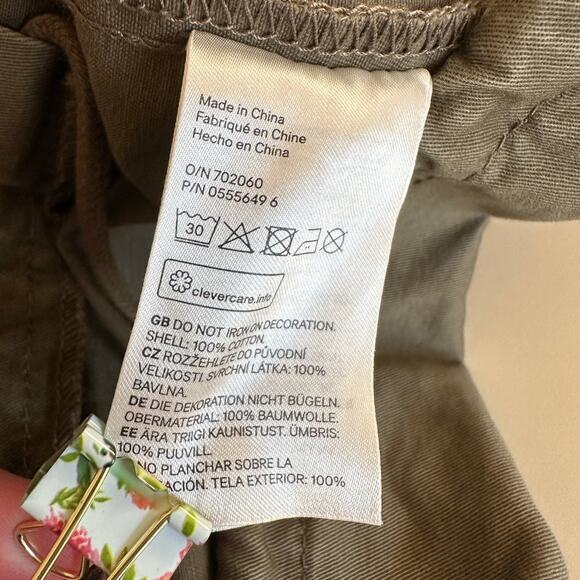 Made in China
Fabriqué en Chine
Hecho en China
O/N 702060
P/N 0555649 6
30
clevercare.info
GB DO NOT IRON ON DECORATION.
SHELL: 100% COTTON.
CZ ROZŽEHLETE DO PŮVODNÍ
VELIKOSTI. SVRCHNÍ LÁTKA: 100%
BAVLNA.
DE DIE DEKORATION NICHT BÜGELN.
OBERMATERIAL: 100% BAUMWOLLE.
EE ÄRA TRIIGI KAUNISTUST. ÜMBRIS:
100% PUUVILL.
NO PLANCHAR SOBRE LA
TELA EXTERIOR: 100%